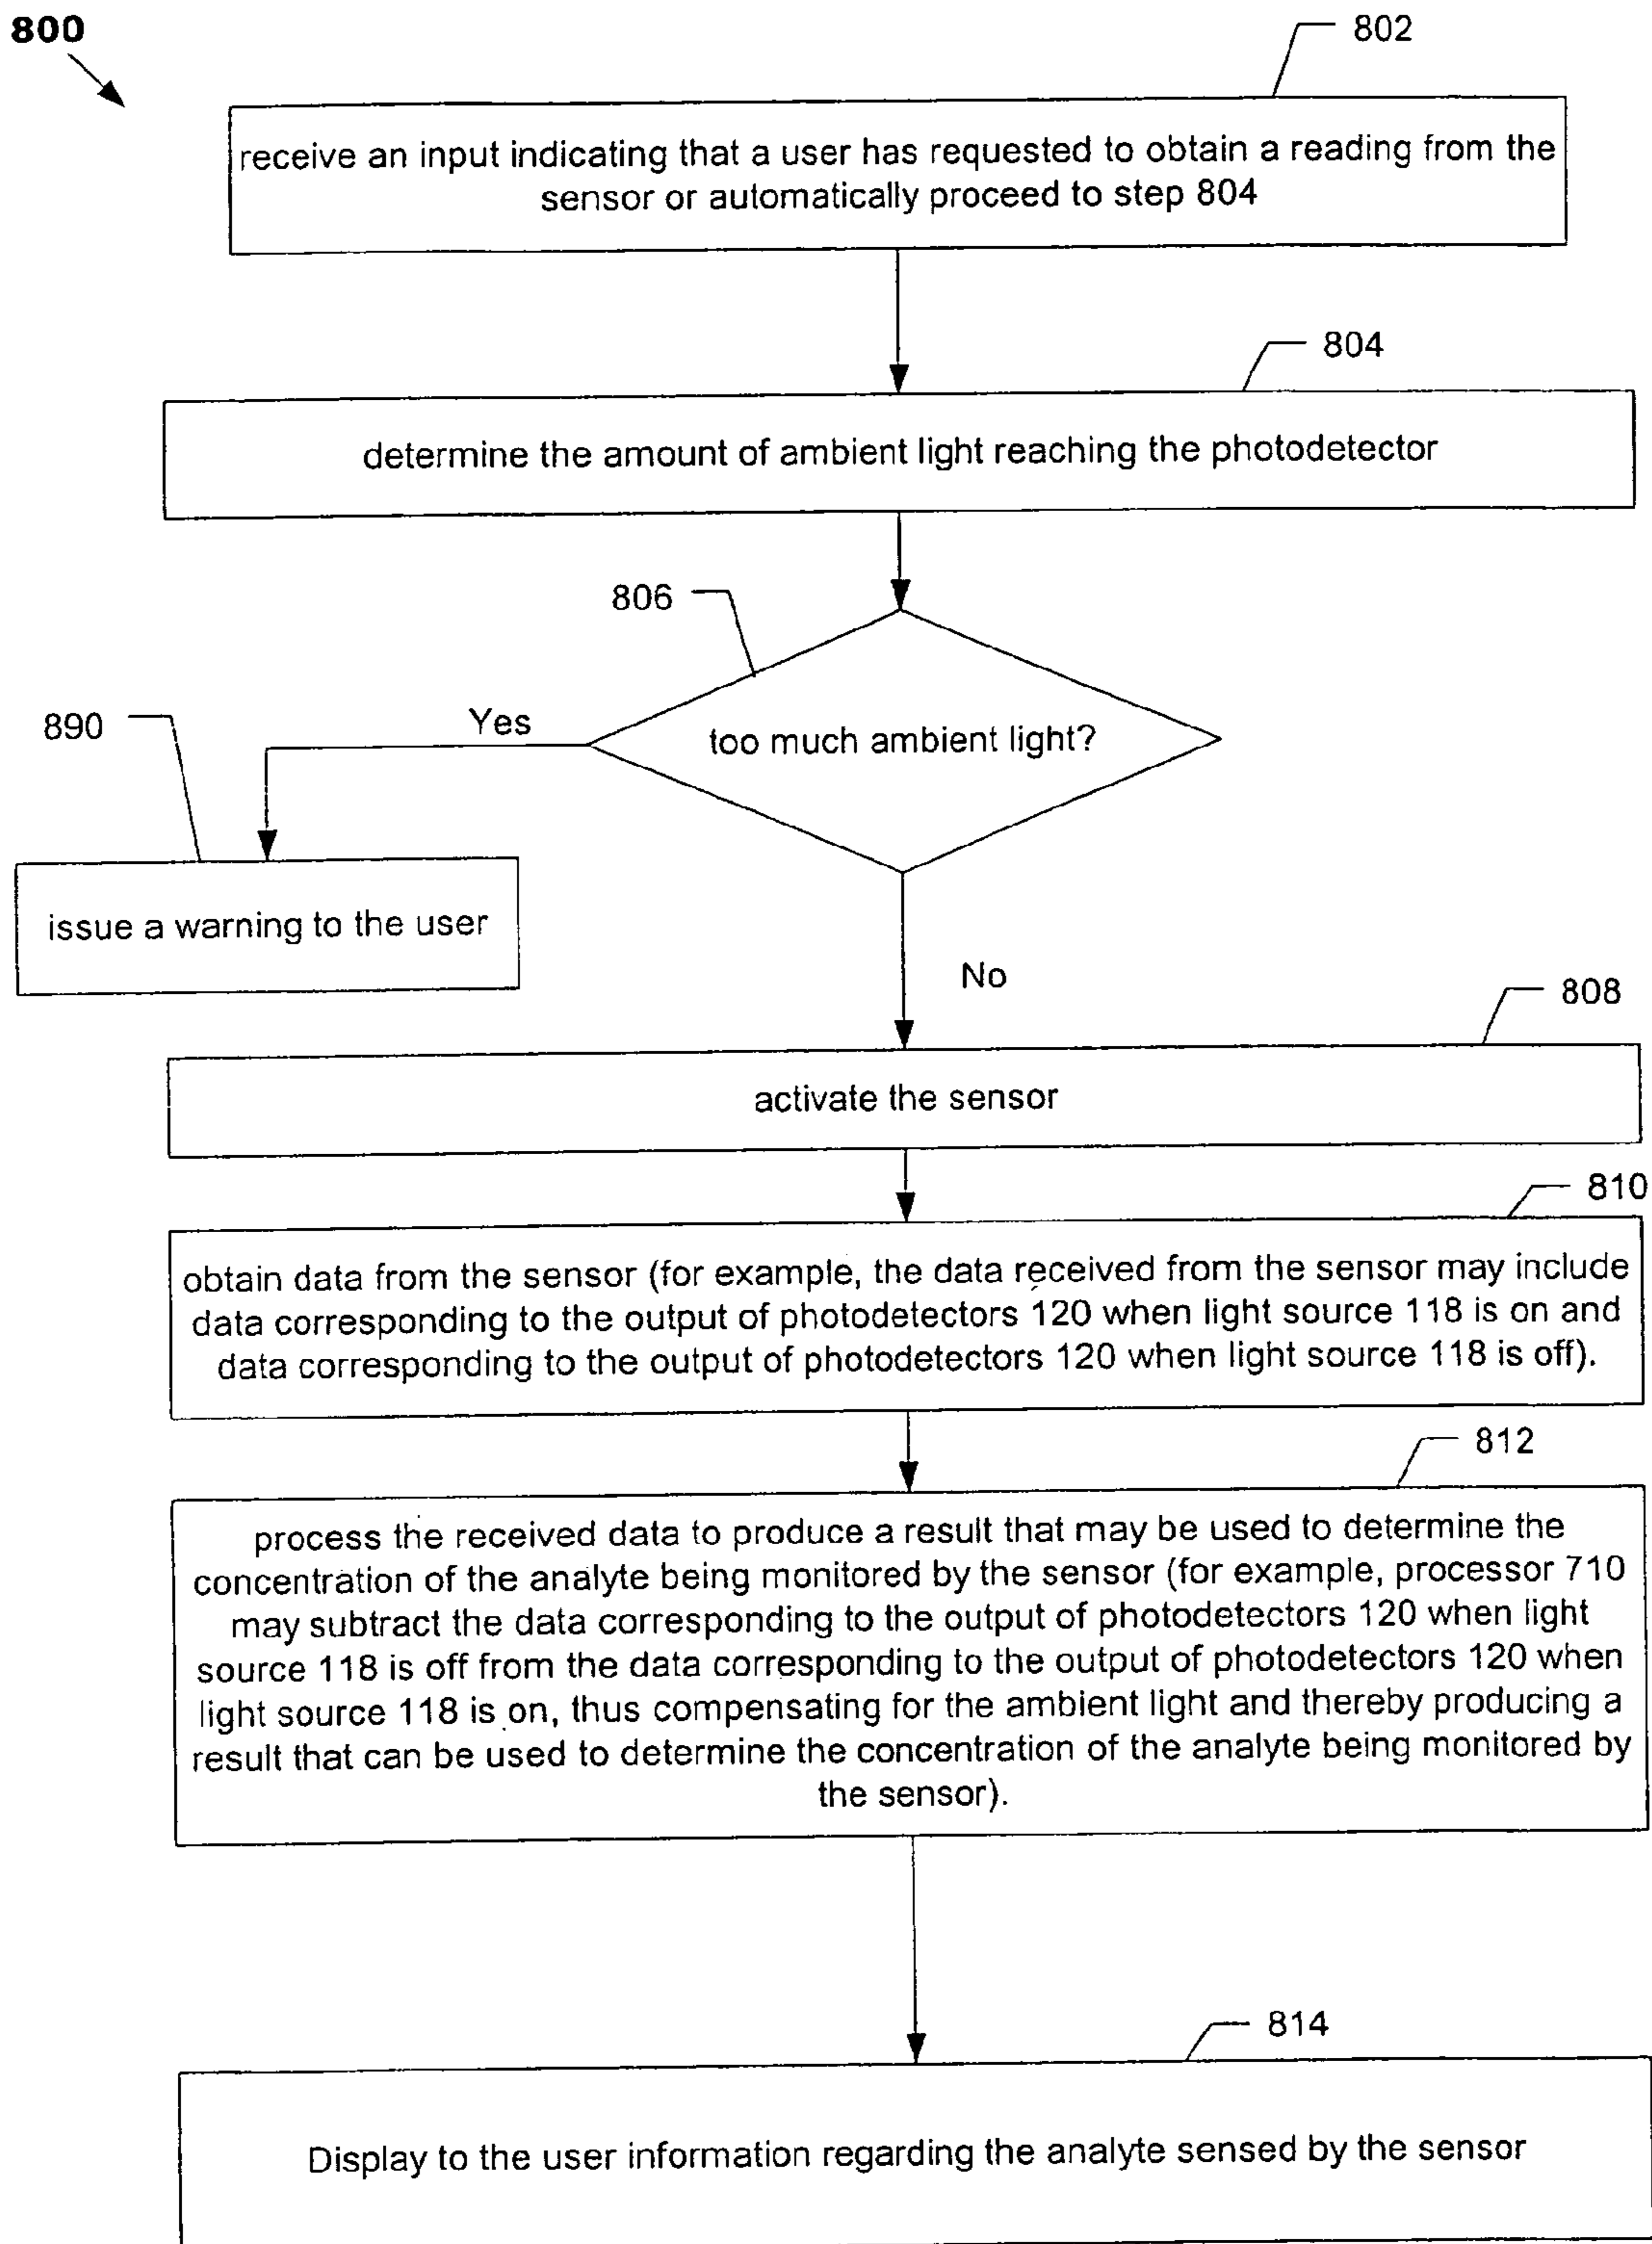 800
802
receive an input indicating that a user has requested to obtain a reading from the
sensor or automatically proceed to step 804
804
determine the amount of ambient light reaching the photodetector
806
too much ambient light?
Yes
890
issue a warning to the user
No
808
activate the sensor
810
obtain data from the sensor (for example, the data received from the sensor may include
data corresponding to the output of photodetectors 120 when light source 118 is on and
data corresponding to the output of photodetectors 120 when light source 118 is off).
812
process the received data to produce a result that may be used to determine the
concentration of the analyte being monitored by the sensor (for example, processor 710
may subtract the data corresponding to the output of photodetectors 120 when light
source 118 is off from the data corresponding to the output of photodetectors 120 when
light source 118 is on, thus compensating for the ambient light and thereby producing a
result that can be used to determine the concentration of the analyte being monitored by
the sensor).
814
Display to the user information regarding the analyte sensed by the sensor